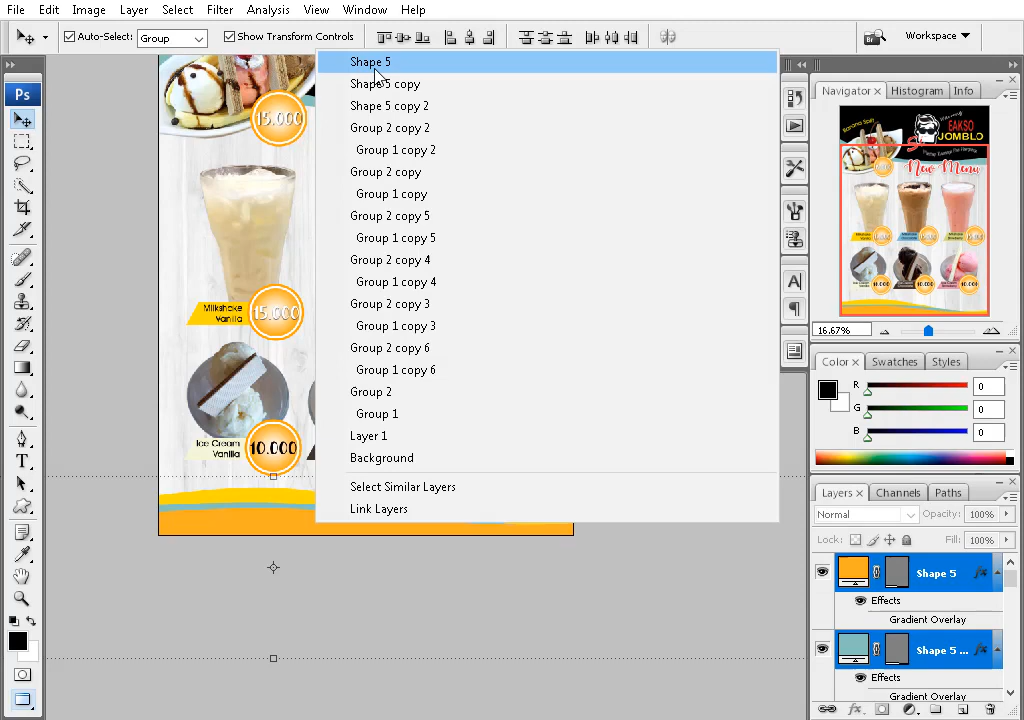 File Edit Image Layer Select Filter Analysis View Window Help
Auto-Select: Group Show Transform Controls Workspace
Shape 5
Shape 5 copy
Shape 5 copy 2
Group 2 copy 2
Group 1 copy 2
Group 2 copy
Group 1 copy
Group 2 copy 5
Group 1 copy 5
Group 2 copy 4
Group 1 copy 4
Group 2 copy 3
Group 1 copy 3
Group 2 copy 6
Group 1 copy 6
Group 2
Group 1
Layer 1
Background
Select Similar Layers
Link Layers
Ps
15.000
Milkshake
Vanilla
15.000
Ice Cream
Vanilla
10.000
Navigator Histogram Info
Banana Split
EAKSO
JOMBLO
New Menu
16.67%
Color Swatches Styles
R 0
G 0
B 0
Layers Channels Paths
Normal Opacity: 100%
Lock: Fill: 100%
Shape 5 fx
Effects
Gradient Overlay
Shape 5 ... fx
Effects
Gradient Overlay